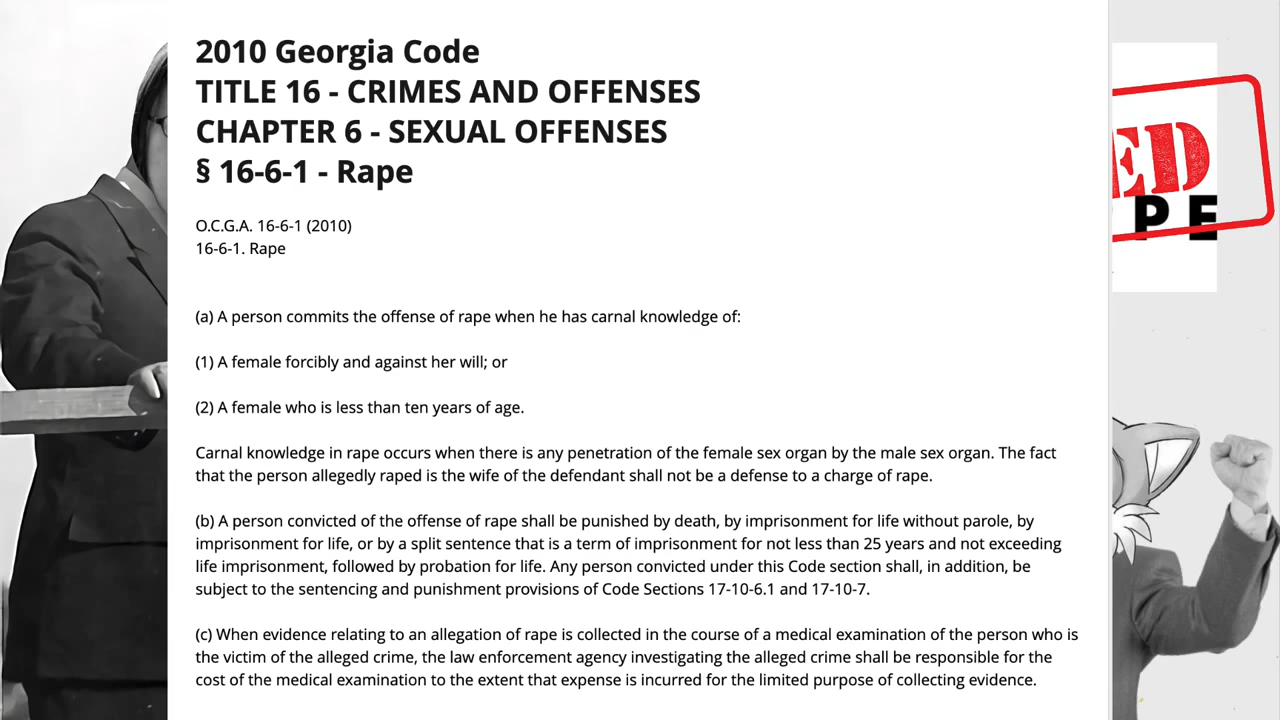 2010 Georgia Code
TITLE 16 - CRIMES AND OFFENSES
CHAPTER 6 - SEXUAL OFFENSES
§ 16-6-1 - Rape
O.C.G.A. 16-6-1 (2010)
16-6-1. Rape
(a) A person commits the offense of rape when he has carnal knowledge of:
(1) A female forcibly and against her will; or
(2) A female who is less than ten years of age.
Carnal knowledge in rape occurs when there is any penetration of the female sex organ by the male sex organ. The fact
that the person allegedly raped is the wife of the defendant shall not be a defense to a charge of rape.
(b) A person convicted of the offense of rape shall be punished by death, by imprisonment for life without parole, by
imprisonment for life, or by a split sentence that is a term of imprisonment for not less than 25 years and not exceeding
life imprisonment, followed by probation for life. Any person convicted under this Code section shall, in addition, be
subject to the sentencing and punishment provisions of Code Sections 17-10-6.1 and 17-10-7.
(c) When evidence relating to an allegation of rape is collected in the course of a medical examination of the person who is
the victim of the alleged crime, the law enforcement agency investigating the alleged crime shall be responsible for the
cost of the medical examination to the extent that expense is incurred for the limited purpose of collecting evidence.
ED
PE